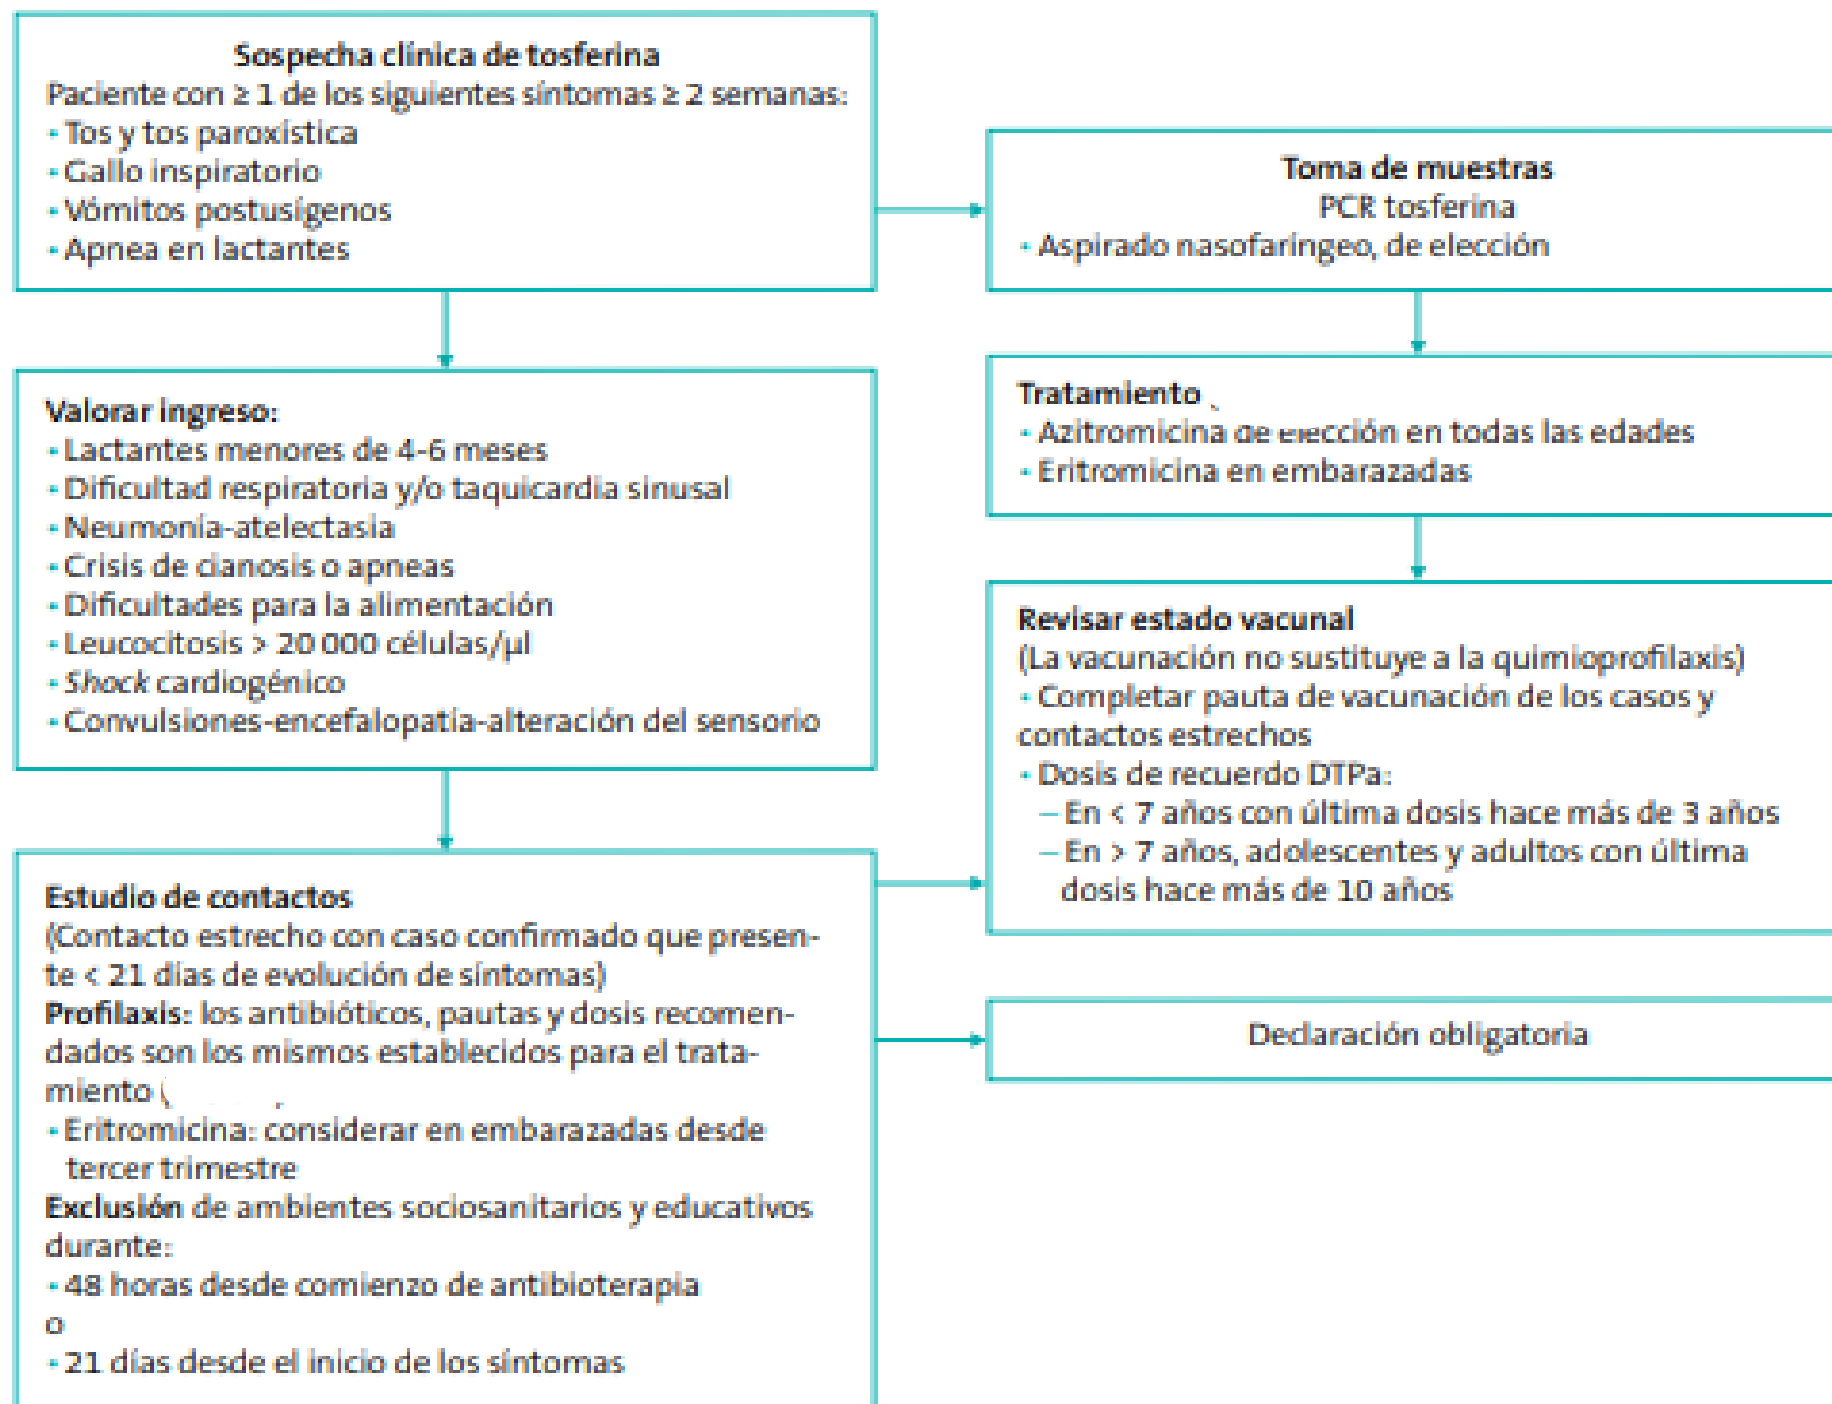 Sospecha clínica de tosferina
Paciente con ≥ 1 de los siguientes síntomas ≥ 2 semanas:
• Tos y tos paroxística
• Gallo inspiratorio
• Vómitos postusígenos
• Apnea en lactantes
Toma de muestras
PCR tosferina
• Aspirado nasofaríngeo, de elección
Valorar ingreso:
• Lactantes menores de 4-6 meses
• Dificultad respiratoria y/o taquicardia sinusal
• Neumonía-atelectasia
• Crisis de cianosis o apneas
• Dificultades para la alimentación
• Leucocitosis > 20 000 células/µl
• Shock cardiogénico
• Convulsiones-encefalopatía-alteración del sensorio
Tratamiento
• Azitromicina de elección en todas las edades
• Eritromicina en embarazadas
Revisar estado vacunal
(La vacunación no sustituye a la quimioprofilaxis)
• Completar pauta de vacunación de los casos y
contactos estrechos
• Dosis de recuerdo DTPa:
— En < 7 años con última dosis hace más de 3 años
— En > 7 años, adolescentes y adultos con última
dosis hace más de 10 años
Estudio de contactos
(Contacto estrecho con caso confirmado que presen-
te < 21 días de evolución de síntomas)
Profilaxis: los antibióticos, pautas y dosis recomen-
dados son los mismos establecidos para el trata-
miento (
• Eritromicina: considerar en embarazadas desde
tercer trimestre
Exclusión de ambientes sociosanitarios y educativos
durante:
• 48 horas desde comienzo de antibioterapia
o
• 21 días desde el inicio de los síntomas
Declaración obligatoria